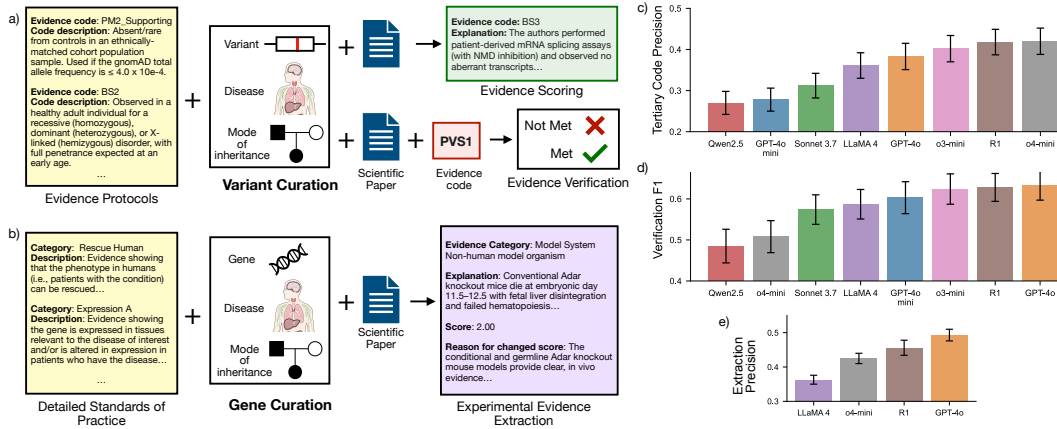 a)
Evidence code: PM2_Supporting
Code description: Absent/rare
from controls in an ethnically-
matched cohort population
sample. Used if the gnomAD total
allele frequency is ≤ 4.0 x 10e-4.
Evidence code: BS2
Code description: Observed in a
healthy adult individual for a
recessive (homozygous),
dominant (heterozygous), or X-
linked (hemizygous) disorder, with
full penetrance expected at an
early age.
...
Evidence Protocols
Variant
Disease
Mode
of
inheritance
Variant Curation
Evidence code: BS3
Explanation: The authors performed
patient-derived mRNA splicing assays
(with NMD inhibition) and observed no
aberrant transcripts...
Evidence Scoring
Scientific
Paper
PVS1
Evidence
code
Not Met
Met
Evidence Verification
b)
Category: Rescue Human
Description: Evidence showing
that the phenotype in humans
(i.e., patients with the condition)
can be rescued...
Category: Expression A
Description: Evidence showing
the gene is expressed in tissues
relevant to the disease of interest
and/or is altered in expression in
patients who have the disease...
...
Detailed Standards of
Practice
Gene
Disease
Mode of
inheritance
Gene Curation
Scientific
Paper
Evidence Category: Model System
Non-human model organism
Explanation: Conventional Adar
knockout mice die at embryonic day
11.5–12.5 with fetal liver disintegration
and failed hematopoiesis...
Score: 2.00
Reason for changed score: The
conditional and germline Adar knockout
mouse models provide clear, in vivo
evidence...
Experimental Evidence
Extraction
c)
Tertiary Code Precision
0.5
0.4
0.3
0.2
Qwen2.5
GPT-4o
mini
Sonnet 3.7
LLaMA 4
GPT-4o
o3-mini
R1
o4-mini
d)
Verification F1
0.6
0.5
0.4
Qwen2.5
o4-mini
Sonnet 3.7
LLaMA 4
GPT-4o
mini
o3-mini
R1
GPT-4o
e)
Extraction
Precision
0.5
0.4
0.3
LLaMA 4
o4-mini
R1
GPT-4o